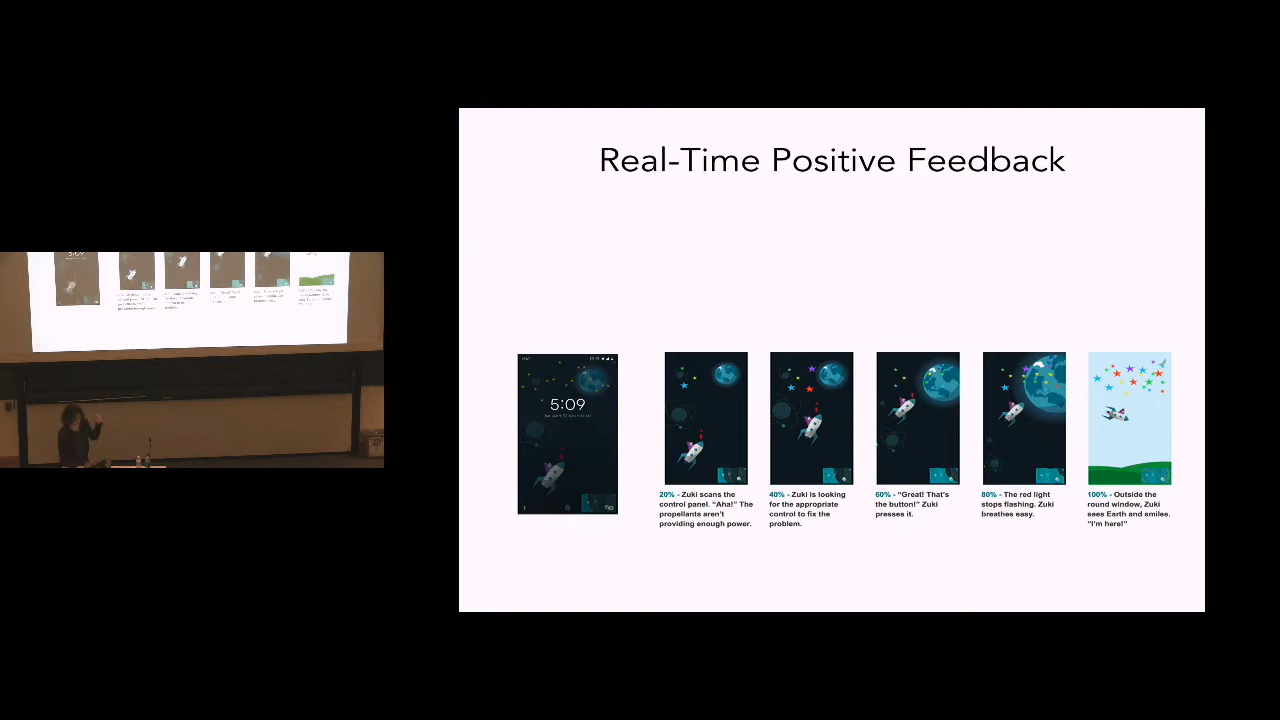 Real-Time Positive Feedback
5:09
20% - Zuki scans the
control panel. “Aha!” The
propellants aren’t
providing enough power.
40% - Zuki is looking
for the appropriate
control to fix the
problem.
60% - “Great! That’s
the button!” Zuki
presses it.
80% - The red light
stops flashing. Zuki
breathes easy.
100% - Outside the
round window, Zuki
sees Earth and smiles.
“I’m here!”